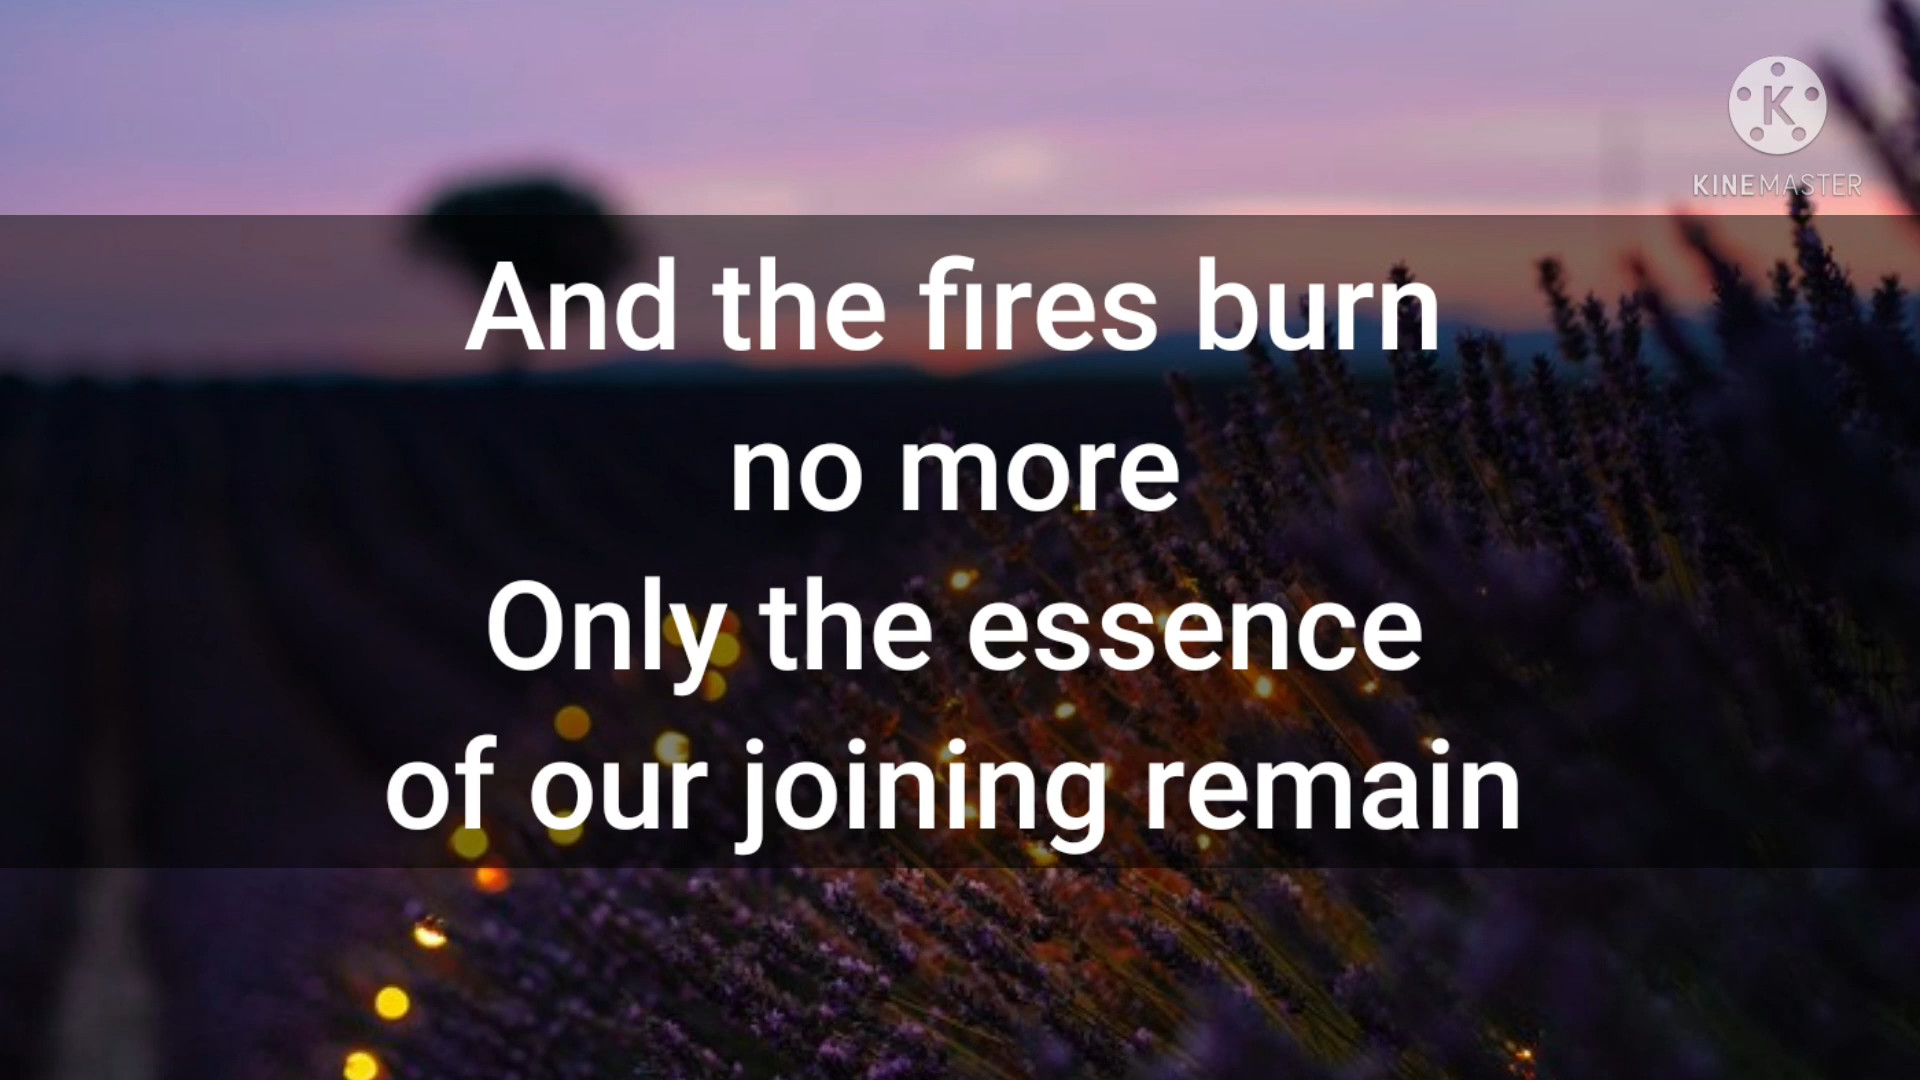 K
KINEMASTER
And the fires burn
no more
Only the essence
of our joining remain